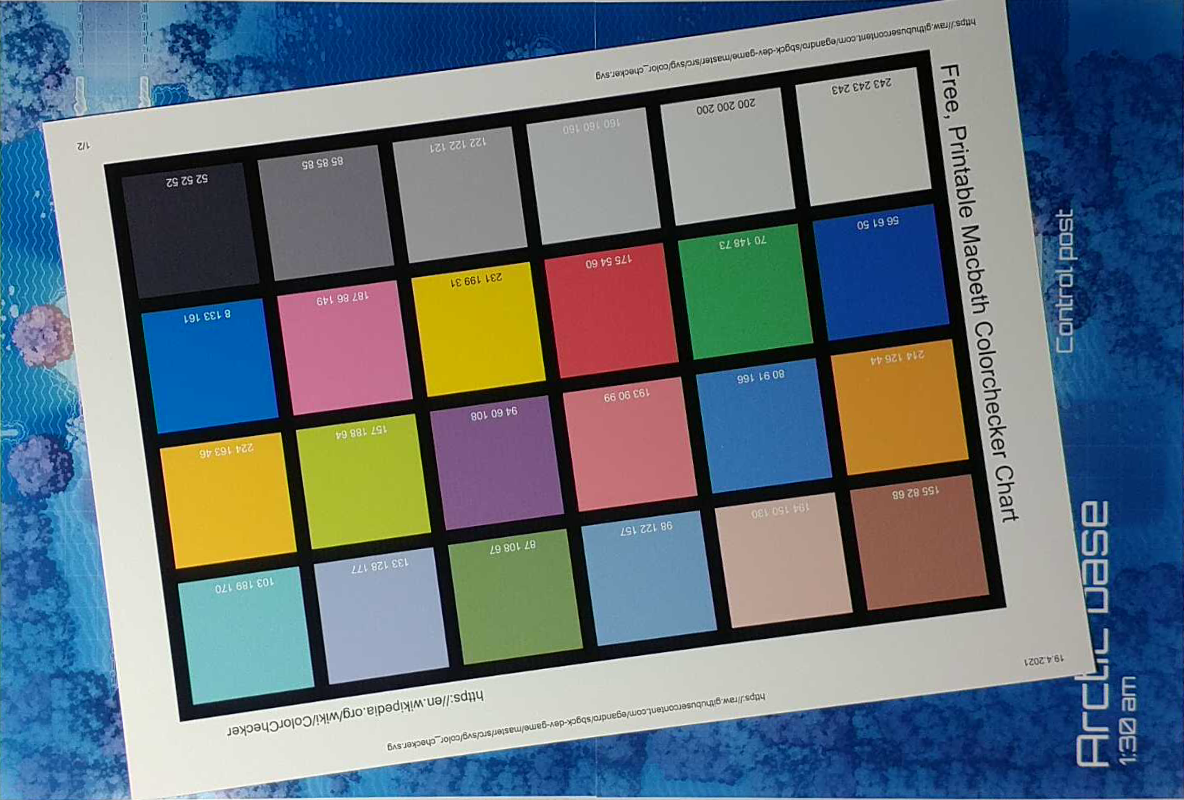 19.4.2021
https://raw.githubusercontent.com/egandro/sbgck-dev-game/master/src/svg/color_checker.svg
https://en.wikipedia.org/wiki/ColorChecker
155 82 68
194 150 130
98 122 157
87 108 67
133 128 177
103 189 170
214 126 44
80 91 166
193 90 99
94 60 108
157 188 64
224 163 46
56 61 50
70 148 73
175 54 60
231 199 31
187 86 149
8 133 161
243 243 243
200 200 200
160 160 160
122 122 121
85 85 85
52 52 52
Free, Printable Macbeth Colorchecker Chart
https://raw.githubusercontent.com/egandro/sbgck-dev-game/master/src/svg/color_checker.svg
1/2
Control post
Arctic base
1:30 am